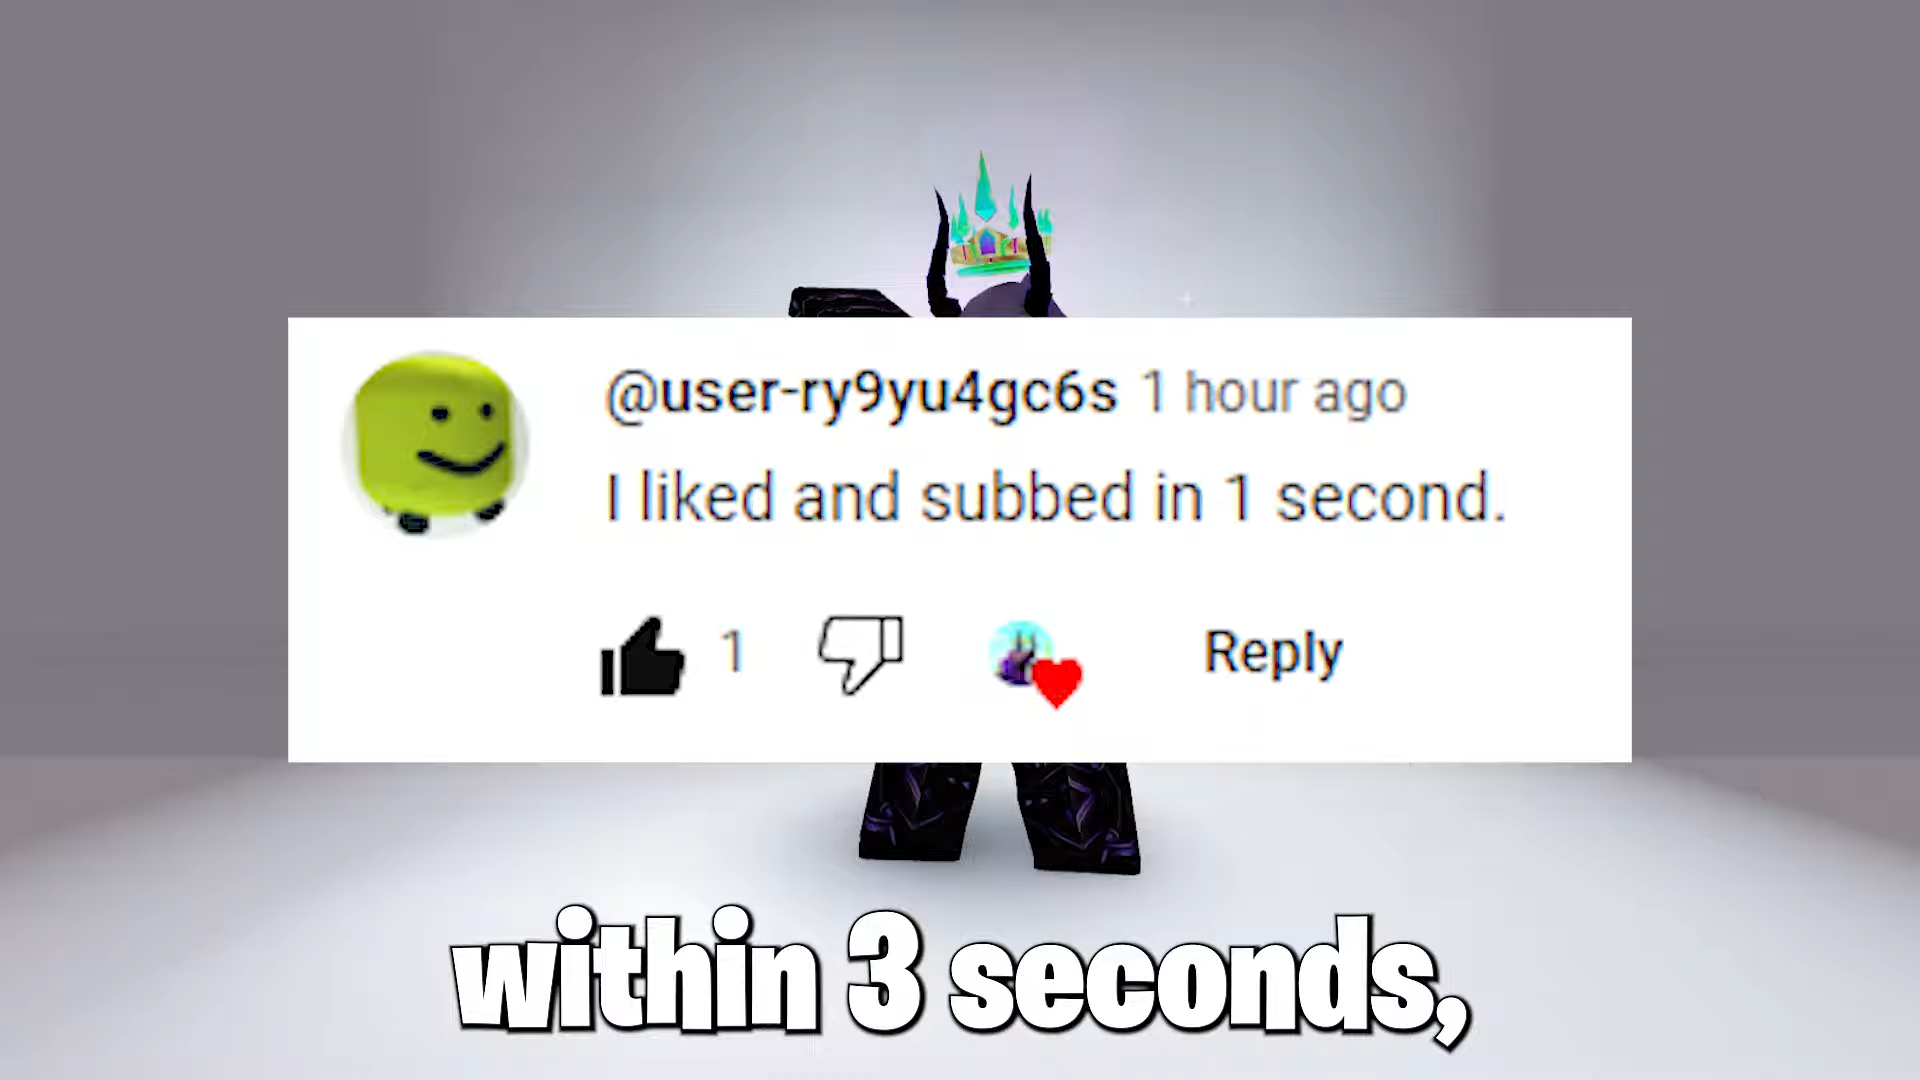 @user-ry9yu4gc6s 1 hour ago
I liked and subbed in 1 second.
1 Reply
within 3 seconds,